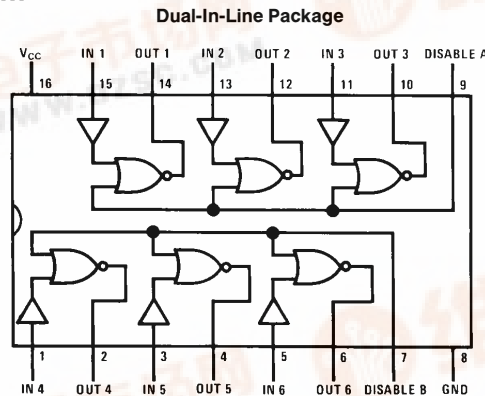 Dual-In-Line Package
VCC IN 1 OUT 1 IN 2 OUT 2 IN 3 OUT 3 DISABLE A
16 15 14 13 12 11 10 9
1 2 3 4 5 6 7 8
IN 4 OUT 4 IN 5 OUT 5 IN 6 OUT 6 DISABLE B GND